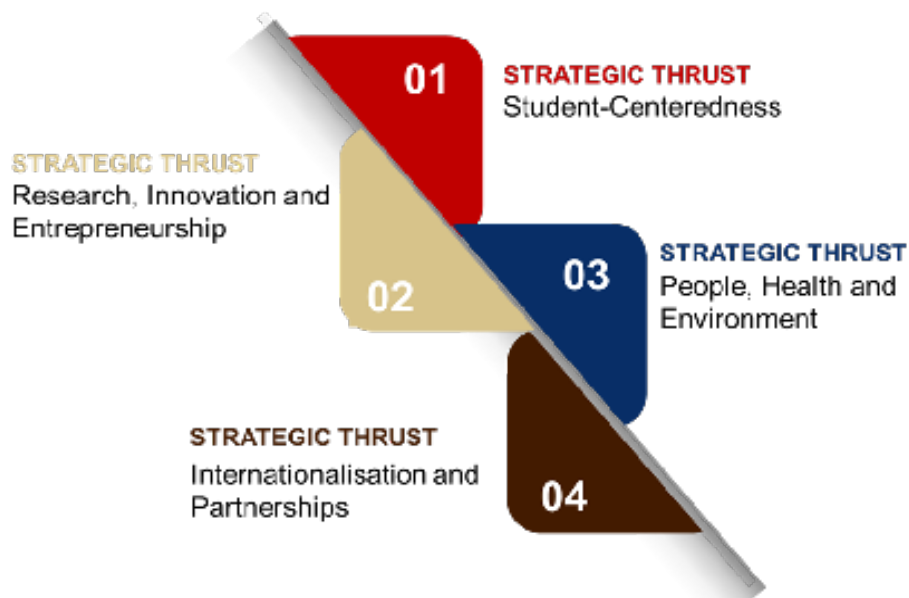 01
STRATEGIC THRUST
Student-Centeredness
STRATEGIC THRUST
Research, Innovation and
Entrepreneurship
02
03
STRATEGIC THRUST
People, Health and
Environment
STRATEGIC THRUST
Internationalisation and
Partnerships
04